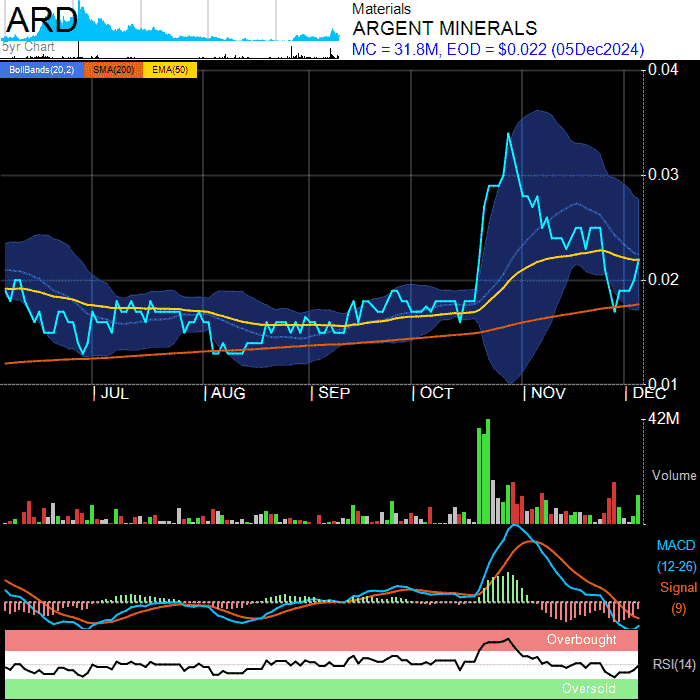 ARD
5yr Chart
Materials
ARGENT MINERALS
MC = 31.8M, EOD = $0.022 (05Dec2024)
BollBands(20,2) SMA(200) EMA(50)
0.04
0.03
0.02
0.01
JUL AUG SEP OCT NOV DEC
42M
Volume
MACD
(12-26)
Signal
(9)
Overbought
RSI(14)
Oversold